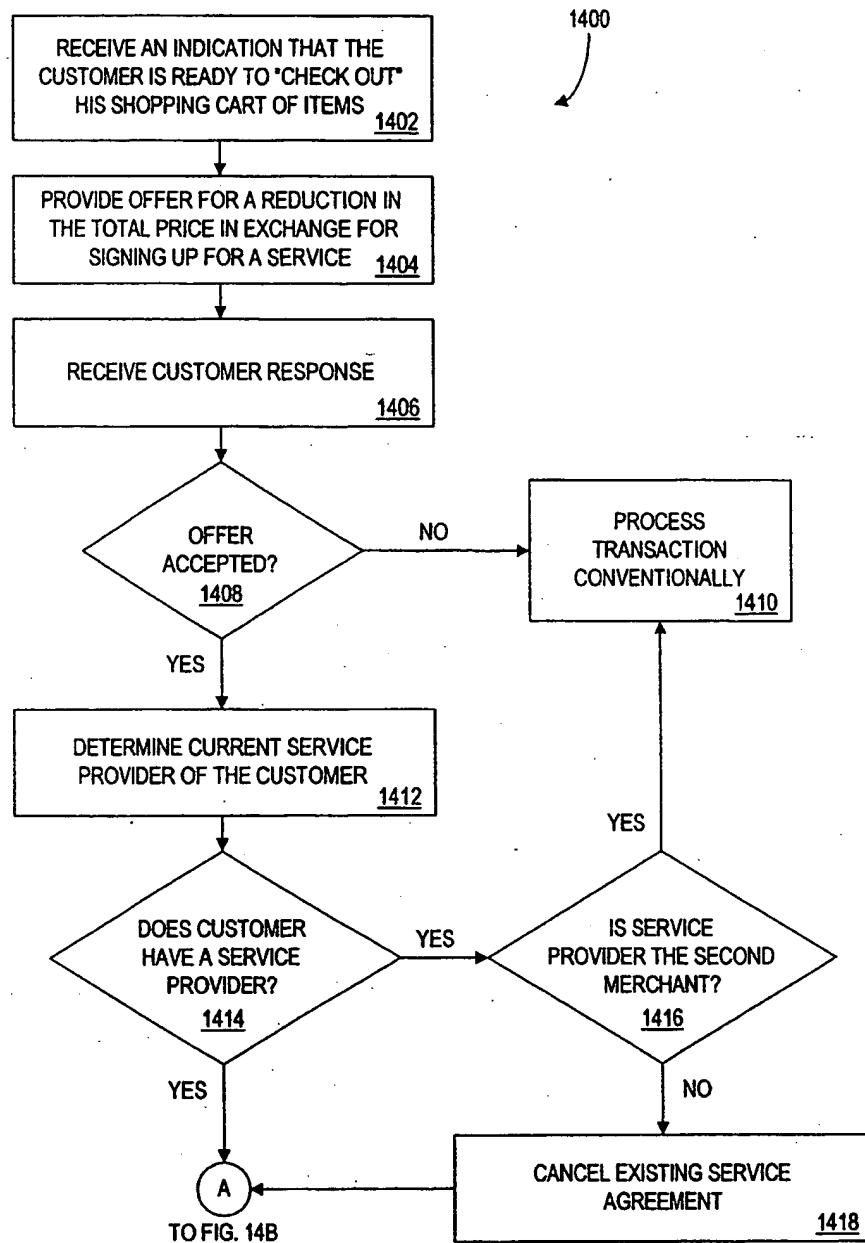 1400
RECEIVE AN INDICATION THAT THE
CUSTOMER IS READY TO "CHECK OUT"
HIS SHOPPING CART OF ITEMS
1402
PROVIDE OFFER FOR A REDUCTION IN
THE TOTAL PRICE IN EXCHANGE FOR
SIGNING UP FOR A SERVICE
1404
RECEIVE CUSTOMER RESPONSE
1406
OFFER
ACCEPTED?
1408
NO
PROCESS
TRANSACTION
CONVENTIONALLY
1410
YES
DETERMINE CURRENT SERVICE
PROVIDER OF THE CUSTOMER
1412
YES
DOES CUSTOMER
HAVE A SERVICE
PROVIDER?
1414
YES
IS SERVICE
PROVIDER THE SECOND
MERCHANT?
1416
YES
NO
A
TO FIG. 14B
CANCEL EXISTING SERVICE
AGREEMENT
1418